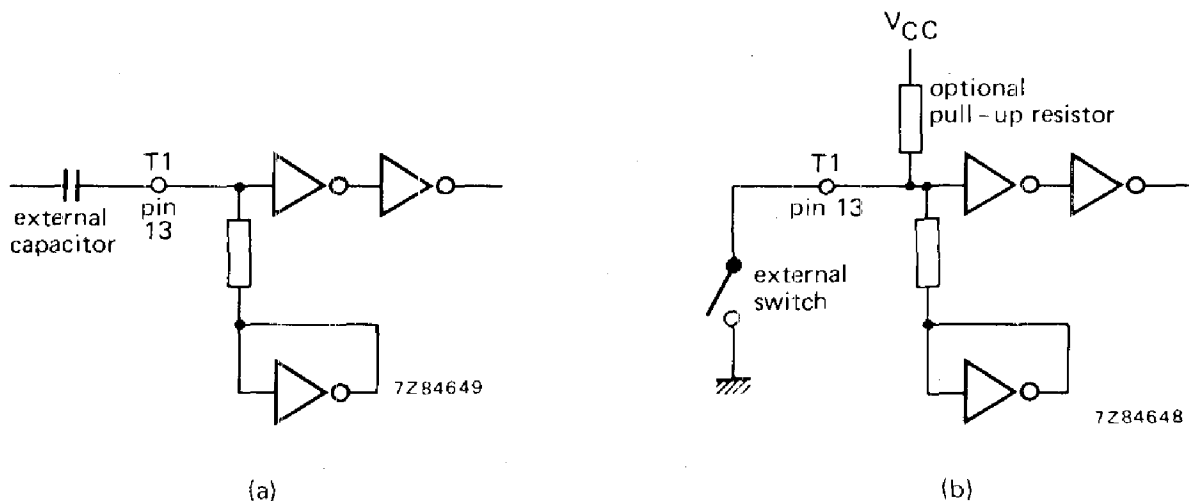 T1
pin
13
external
capacitor
7Z84649
(a)
VCC
optional
pull-up resistor
T1
pin 13
external
switch
7Z84648
(b)